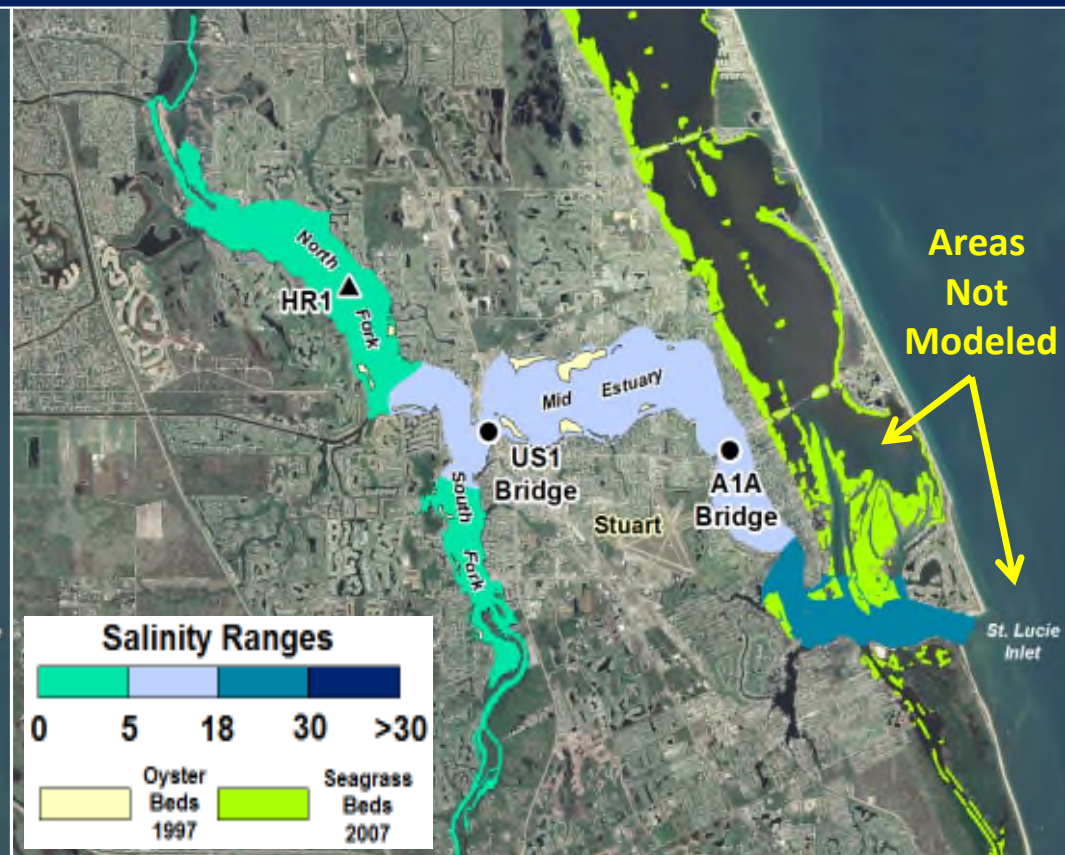 Areas
Not
Modeled
North
Fork
HR1
Mid Estuary
US1
Bridge
A1A
Bridge
South
Fork
Stuart
St. Lucie
Inlet
Salinity Ranges
0 5 18 30 >30
Oyster
Beds
1997
Seagrass
Beds
2007